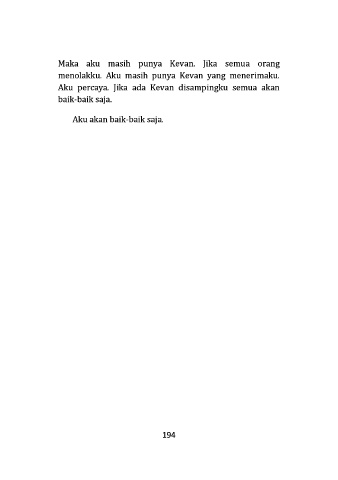 Maka aku masih punya Kevan. Jika semua orang
menolakku. Aku masih punya Kevan yang menerimaku.
Aku percaya. Jika ada Kevan disampingku semua akan
baik-baik saja.
Aku akan baik-baik saja.
194